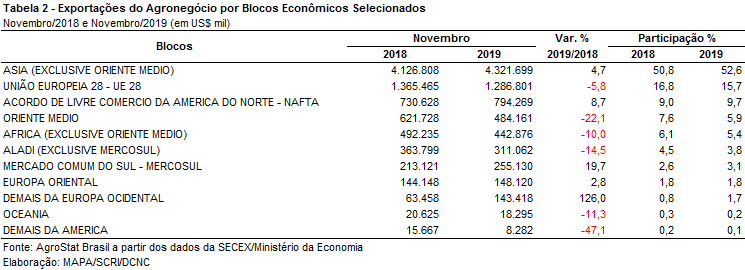 Tabela 2 - Exportações do Agronegócio por Blocos Econômicos Selecionados
Novembro/2018 e Novembro/2019 (em US$ mil)
Blocos Novembro Var. % Participação %
2018 2019 2019/2018 2018 2019
ASIA (EXCLUSIVE ORIENTE MEDIO) 4.126.808 4.321.699 4,7 50,8 52,6
UNIÃO EUROPEIA 28 - UE 28 1.365.465 1.286.801 -5,8 16,8 15,7
ACORDO DE LIVRE COMERCIO DA AMERICA DO NORTE - NAFTA 730.628 794.269 8,7 9,0 9,7
ORIENTE MEDIO 621.728 484.161 -22,1 7,6 5,9
AFRICA (EXCLUSIVE ORIENTE MEDIO) 492.235 442.876 -10,0 6,1 5,4
ALADI (EXCLUSIVE MERCOSUL) 363.799 311.062 -14,5 4,5 3,8
MERCADO COMUM DO SUL - MERCOSUL 213.121 255.130 19,7 2,6 3,1
EUROPA ORIENTAL 144.148 148.120 2,8 1,8 1,8
DEMAIS DA EUROPA OCIDENTAL 63.458 143.418 126,0 0,8 1,7
OCEANIA 20.625 18.295 -11,3 0,3 0,2
DEMAIS DA AMERICA 15.667 8.282 -47,1 0,2 0,1
Fonte: AgroStat Brasil a partir dos dados da SECEX/Ministério da Economia
Elaboração: MAPA/SCRI/DCNC